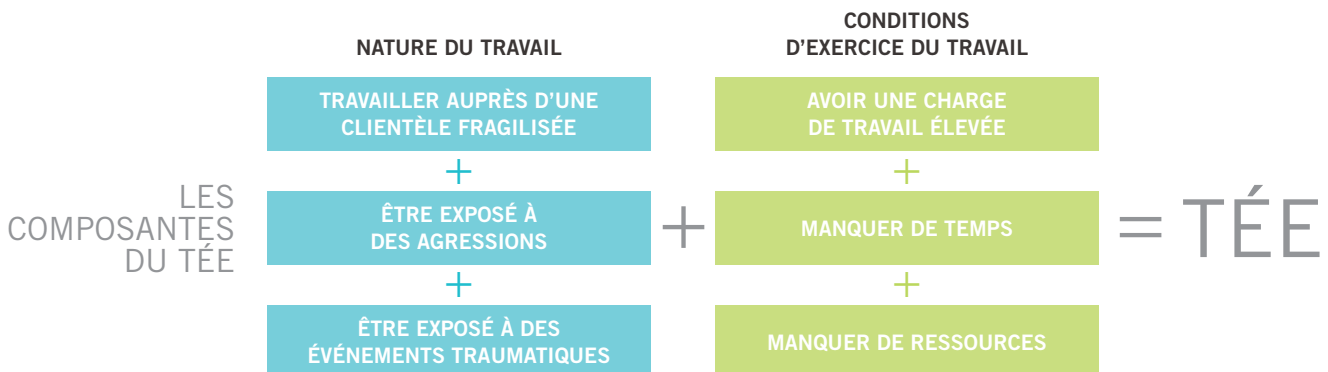 LES
COMPOSANTES
DU TÉE
NATURE DU TRAVAIL
TRAVAILLER AUPRÈS D'UNE
CLIENTÈLE FRAGILISÉE
+
ÊTRE EXPOSÉ À
DES AGRESSIONS
+
ÊTRE EXPOSÉ À DES
ÉVÉNEMENTS TRAUMATIQUES
+
CONDITIONS
D'EXERCICE DU TRAVAIL
AVOIR UNE CHARGE
DE TRAVAIL ÉLEVÉE
+
MANQUER DE TEMPS
+
MANQUER DE RESSOURCES
= TÉE